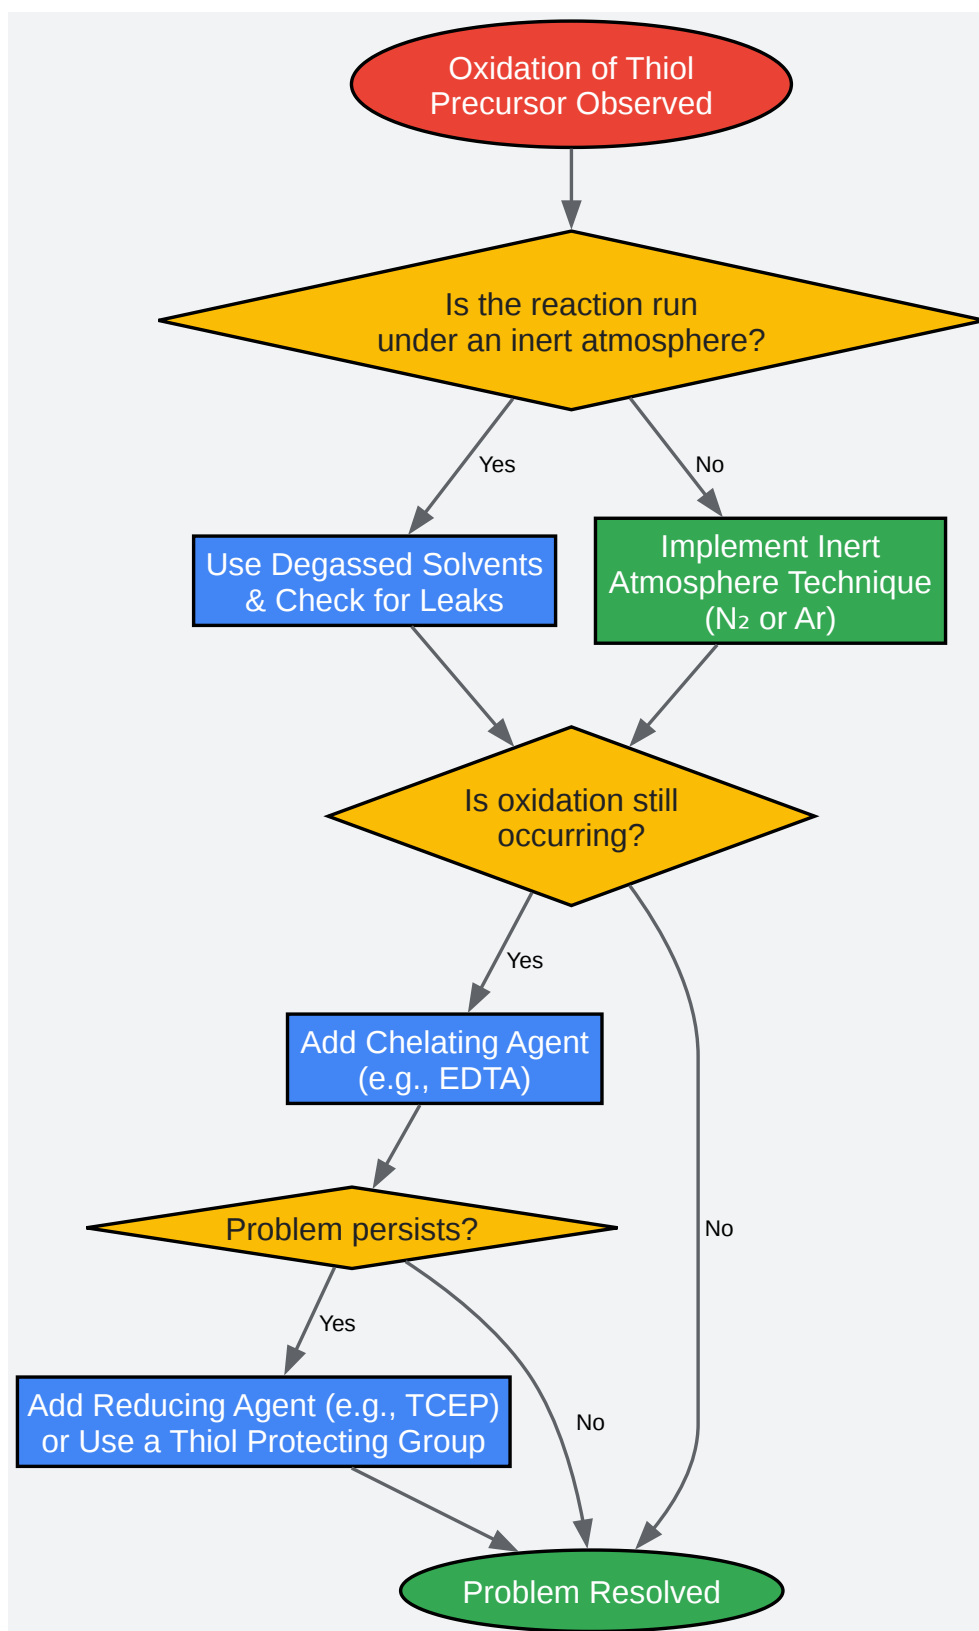 Oxidation of Thiol
Precursor Observed
Is the reaction run
under an inert atmosphere?
Yes
No
Use Degassed Solvents
& Check for Leaks
Implement Inert
Atmosphere Technique
(N₂ or Ar)
Is oxidation still
occurring?
Yes
Add Chelating Agent
(e.g., EDTA)
Problem persists?
No
Yes
Add Reducing Agent (e.g., TCEP)
or Use a Thiol Protecting Group
No
Problem Resolved